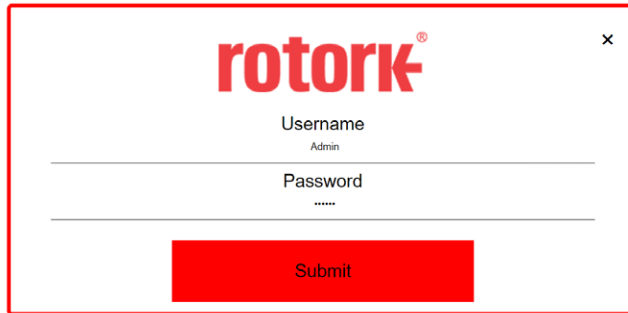 rotork®
×
Username
Admin
Password
••••••
Submit